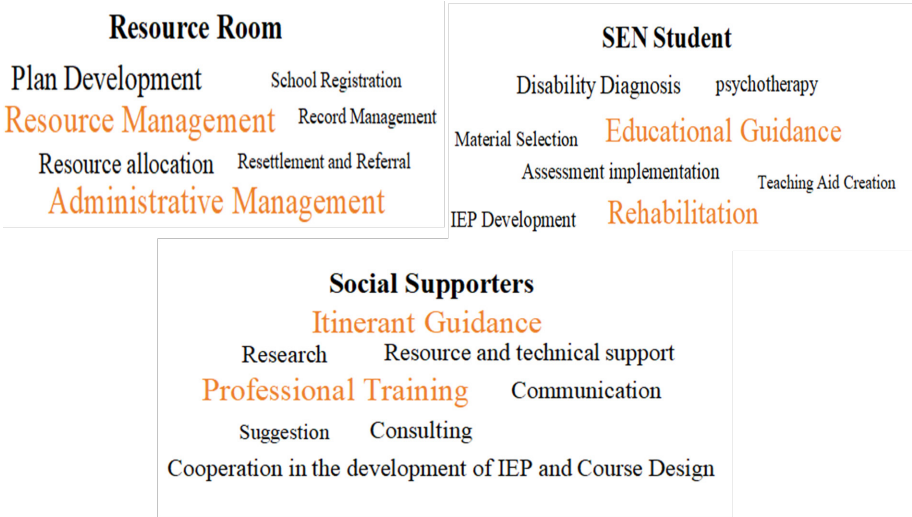 Resource Room
Plan Development
School Registration
Resource Management
Record Management
Resource allocation
Resettlement and Referral
Administrative Management
SEN Student
Disability Diagnosis
psychotherapy
Material Selection
Educational Guidance
Assessment implementation
Teaching Aid Creation
IEP Development
Rehabilitation
Social Supporters
Itinerant Guidance
Research
Resource and technical support
Professional Training
Communication
Suggestion
Consulting
Cooperation in the development of IEP and Course Design